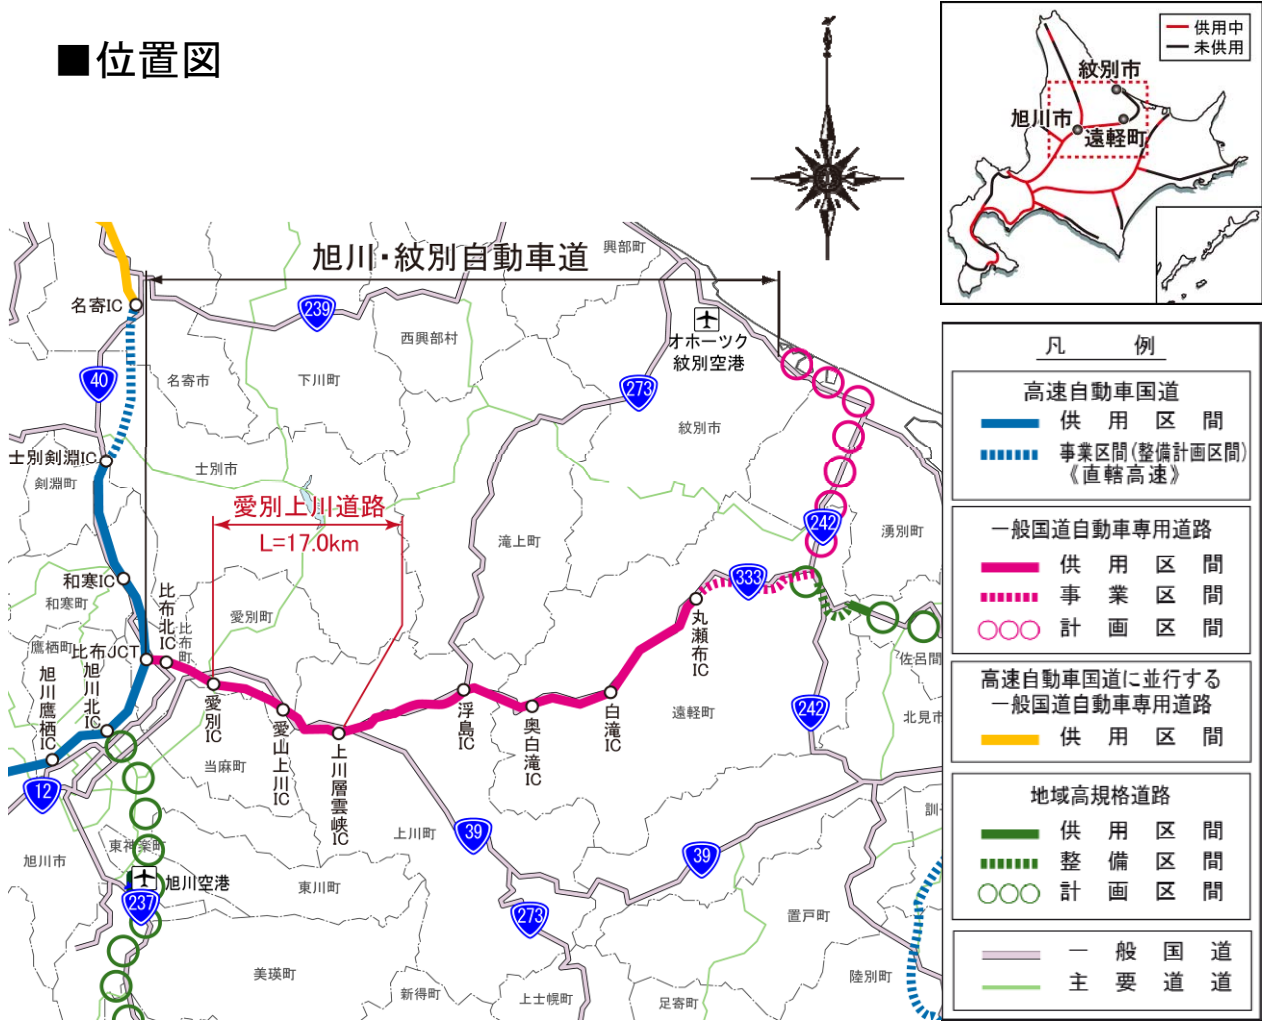 ■位置図
供用中
未供用
紋別市
旭川市
遠軽町
旭川・紋別自動車道
興部町
名寄IC
239
西興部村
オホーツク
紋別空港
40
名寄市
下川町
273
紋別市
士別剣淵IC
剣淵町
士別市
愛別上川道路
L=17.0km
242
湧別町
滝上町
和寒IC
和寒町
比布北IC
比布町
愛別町
333
丸瀬布IC
鷹栖町
比布JCT
旭川北IC
旭川鷹栖IC
佐呂間
愛別IC
愛山上川IC
上川層雲峡IC
浮島IC
奥白滝IC
白滝IC
遠軽町
242
北見市
当麻町
12
上川町
39
39
訓
旭川市
東神楽町
旭川空港
237
東川町
273
置戸町
美瑛町
新得町
上士幌町
足寄町
陸別町
凡例
高速自動車国道
供用区間
事業区間(整備計画区間)
《直轄高速》
一般国道自動車専用道路
供用区間
事業区間
計画区間
高速自動車国道に並行する
一般国道自動車専用道路
供用区間
地域高規格道路
供用区間
整備区間
計画区間
一般国道
主要道道